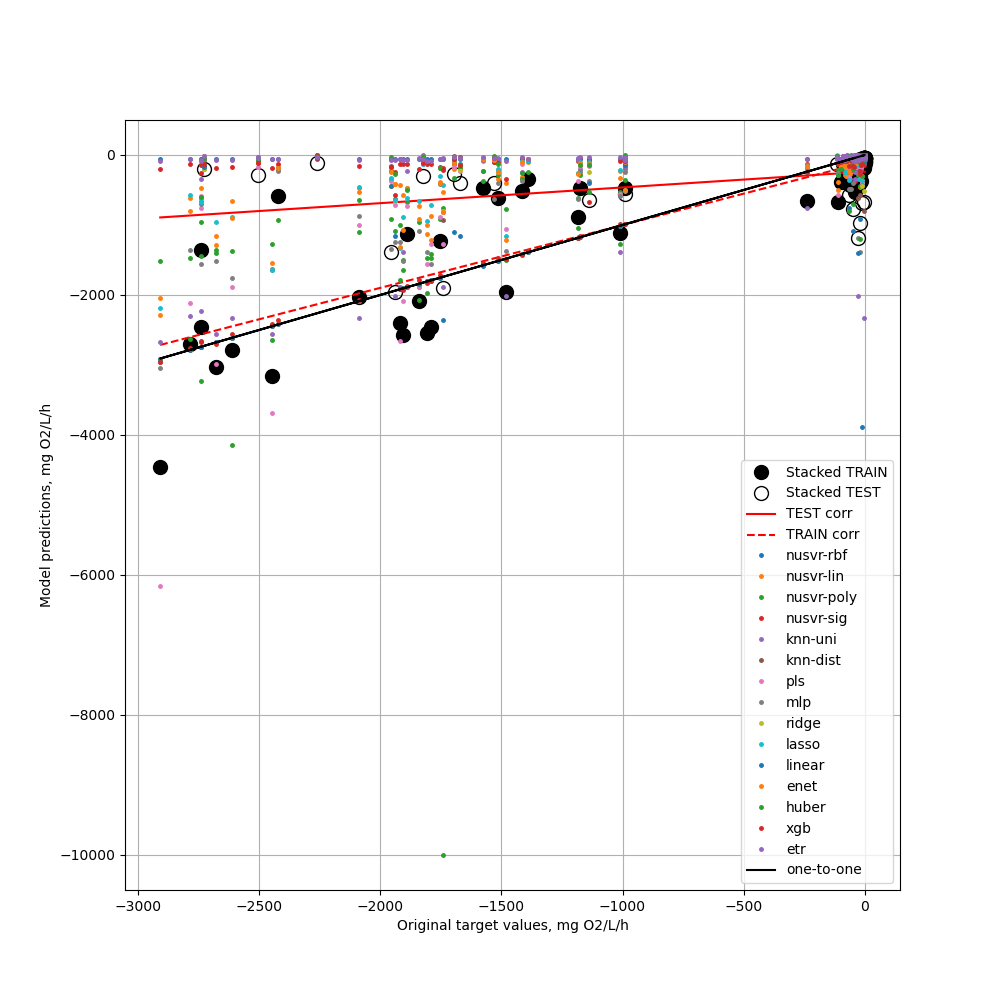 0
−2000
−4000
−6000
−8000
−10000
Model predictions, mg O2/L/h
−3000 −2500 −2000 −1500 −1000 −500 0
Original target values, mg O2/L/h
Stacked TRAIN
Stacked TEST
TEST corr
TRAIN corr
nusvr-rbf
nusvr-lin
nusvr-poly
nusvr-sig
knn-uni
knn-dist
pls
mlp
ridge
lasso
linear
enet
huber
xgb
etr
one-to-one